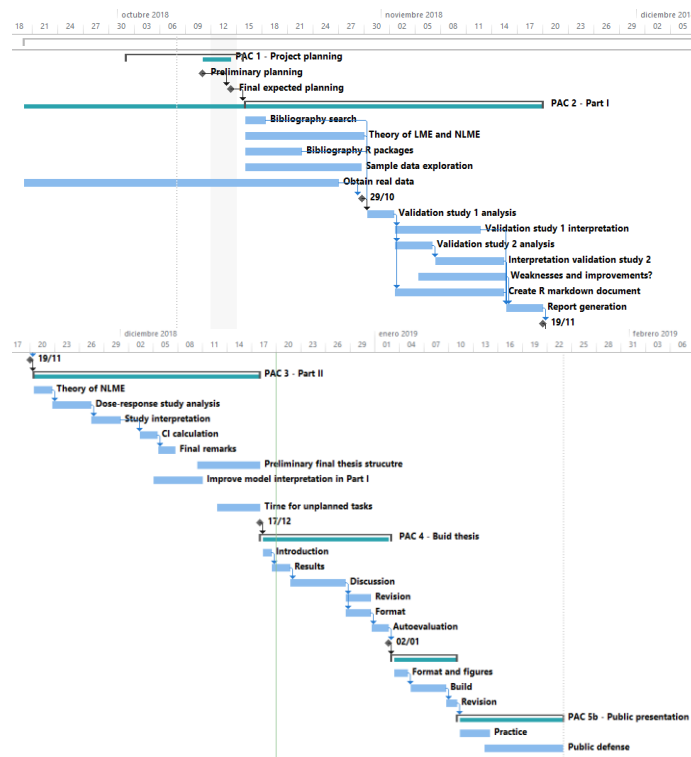 octubre 2018 noviembre 2018 diciembre 201
18 21 24 27 30 03 06 09 12 15 18 21 24 27 30 02 05 08 11 14 17 20 23 26 29 02 05
PAC 1 - Project planning
Preliminary planning
Final expected planning
PAC 2 - Part I
Bibliography search
Theory of LME and NLME
Bibliography R packages
Sample data exploration
Obtain real data
29/10
Validation study 1 analysis
Validation study 1 interpretation
Validation study 2 analysis
Interpretation validation study 2
Weaknesses and improvements?
Create R markdown document
Report generation
19/11
diciembre 2018 enero 2019 febrero 2019
17 20 23 26 29 02 05 08 11 14 17 20 23 26 29 01 04 07 10 13 16 19 22 25 28 31 03 06
19/11
PAC 3 - Part II
Theory of NLME
Dose-response study analysis
Study interpretation
CI calculation
Final remarks
Preliminary final thesis strucutre
Improve model interpretation in Part I
Time for unplanned tasks
17/12
PAC 4 - Buid thesis
Introduction
Results
Discussion
Revision
Format
Autoevaluation
02/01
Format and figures
Build
Revision
PAC 5b - Public presentation
Practice
Public defense